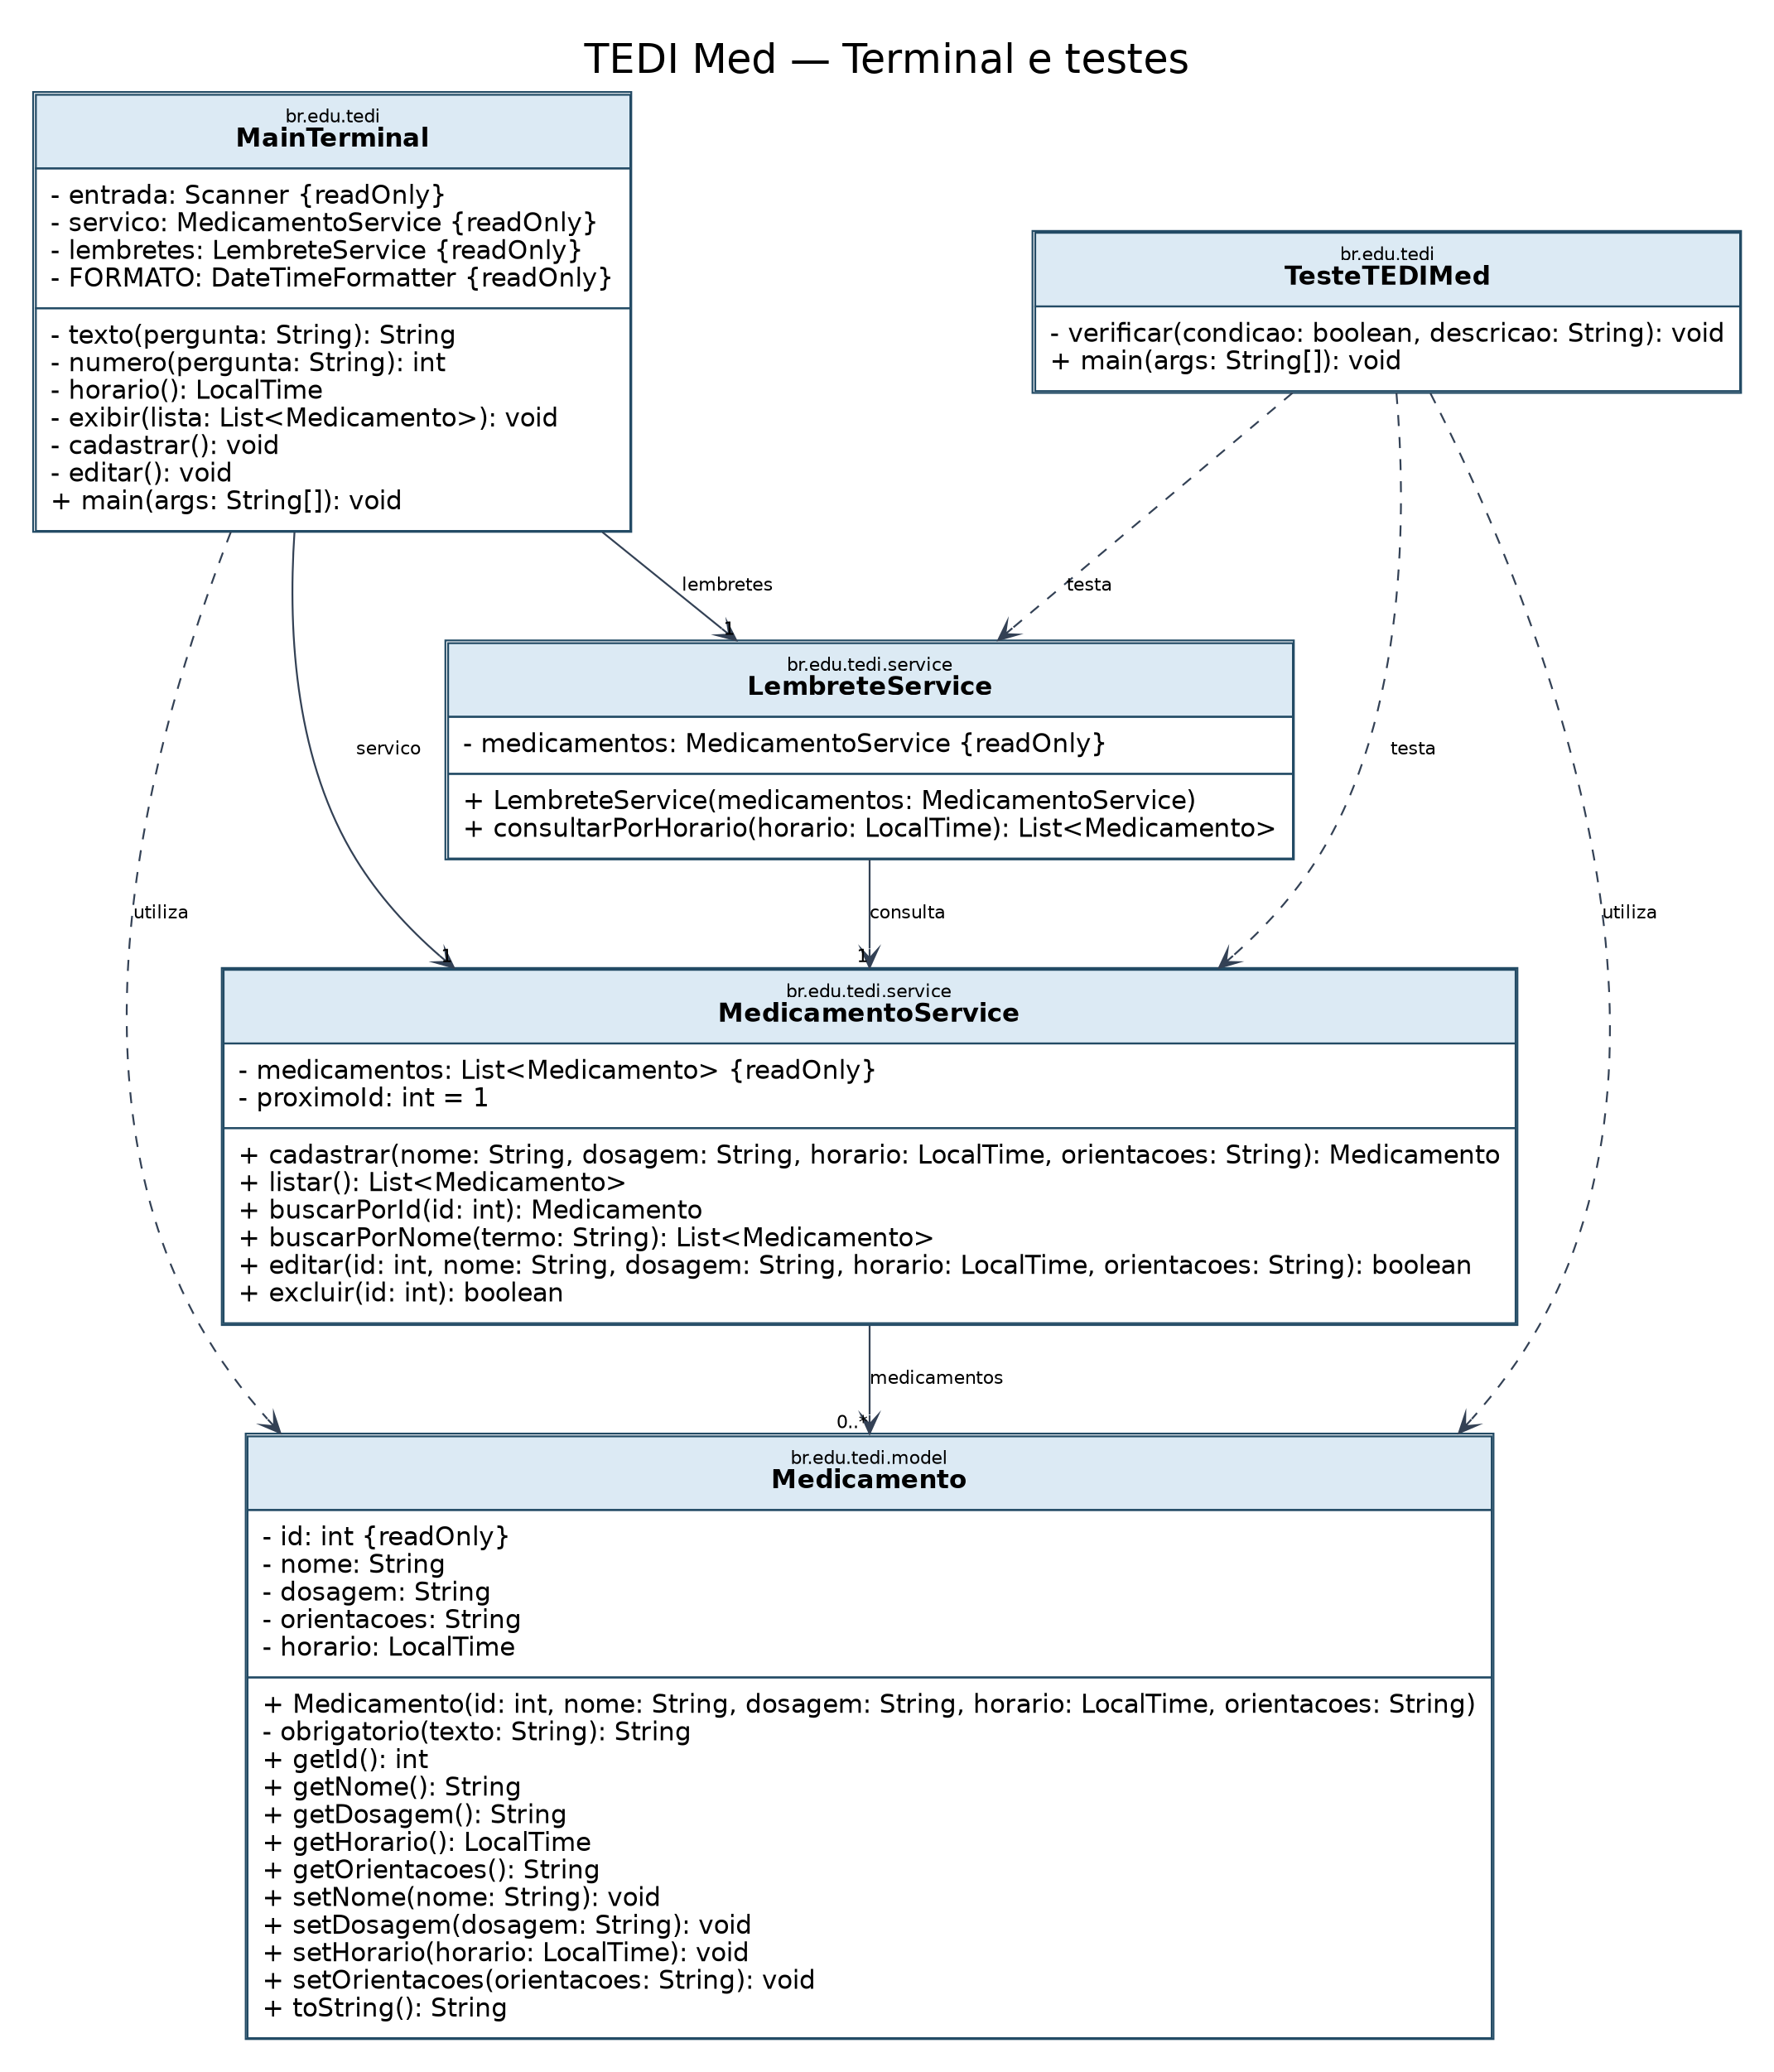 TEDI Med — Terminal e testes
br.edu.tedi
MainTerminal
- entrada: Scanner {readOnly}
- servico: MedicamentoService {readOnly}
- lembretes: LembreteService {readOnly}
- FORMATO: DateTimeFormatter {readOnly}
- texto(pergunta: String): String
- numero(pergunta: String): int
- horario(): LocalTime
- exibir(lista: List<Medicamento>): void
- cadastrar(): void
- editar(): void
+ main(args: String[]): void
br.edu.tedi
TesteTEDIMed
- verificar(condicao: boolean, descricao: String): void
+ main(args: String[]): void
lembretes
testa
1
br.edu.tedi.service
LembreteService
- medicamentos: MedicamentoService {readOnly}
+ LembreteService(medicamentos: MedicamentoService)
+ consultarPorHorario(horario: LocalTime): List<Medicamento>
servico
testa
utiliza
consulta
utiliza
1
1
br.edu.tedi.service
MedicamentoService
- medicamentos: List<Medicamento> {readOnly}
- proximoId: int = 1
+ cadastrar(nome: String, dosagem: String, horario: LocalTime, orientacoes: String): Medicamento
+ listar(): List<Medicamento>
+ buscarPorId(id: int): Medicamento
+ buscarPorNome(termo: String): List<Medicamento>
+ editar(id: int, nome: String, dosagem: String, horario: LocalTime, orientacoes: String): boolean
+ excluir(id: int): boolean
medicamentos
0..*
br.edu.tedi.model
Medicamento
- id: int {readOnly}
- nome: String
- dosagem: String
- orientacoes: String
- horario: LocalTime
+ Medicamento(id: int, nome: String, dosagem: String, horario: LocalTime, orientacoes: String)
- obrigatorio(texto: String): String
+ getId(): int
+ getNome(): String
+ getDosagem(): String
+ getHorario(): LocalTime
+ getOrientacoes(): String
+ setNome(nome: String): void
+ setDosagem(dosagem: String): void
+ setHorario(horario: LocalTime): void
+ setOrientacoes(orientacoes: String): void
+ toString(): String